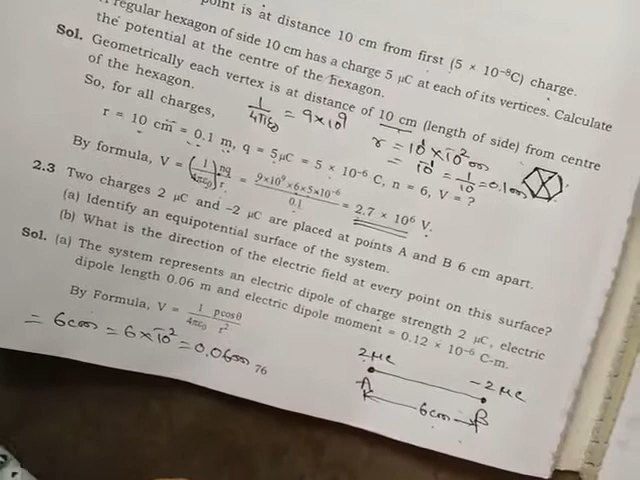 point is at distance 10 cm from first (5 × 10⁻⁸C) charge.
regular hexagon of side 10 cm has a charge 5 μC at each of its vertices. Calculate
the potential at the centre of the hexagon.
Sol. Geometrically each vertex is at distance of 10 cm (length of side) from centre
of the hexagon.
So, for all charges,
1/4πε₀ = 9×10⁹
r = 10¹×10⁻² m
= 10⁻¹ = 1/10 = 0.1 m
r = 10 cm = 0.1 m, q = 5μC = 5 × 10⁻⁶ C, n = 6, V = ?
By formula, V = (1/4πε₀) nq/r = 9×10⁹×6×5×10⁻⁶/0.1 = 2.7 × 10⁶ V.
2.3 Two charges 2 μC and –2 μC are placed at points A and B 6 cm apart.
(a) Identify an equipotential surface of the system.
(b) What is the direction of the electric field at every point on this surface?
Sol. (a) The system represents an electric dipole of charge strength 2 μC, electric
dipole length 0.06 m and electric dipole moment = 0.12 × 10⁻⁶ C-m.
By Formula, V = 1/4πε₀ pcosθ/r²
= 6cm = 6×10⁻² = 0.06m
76
2μC
-2μC
A
6cm
B